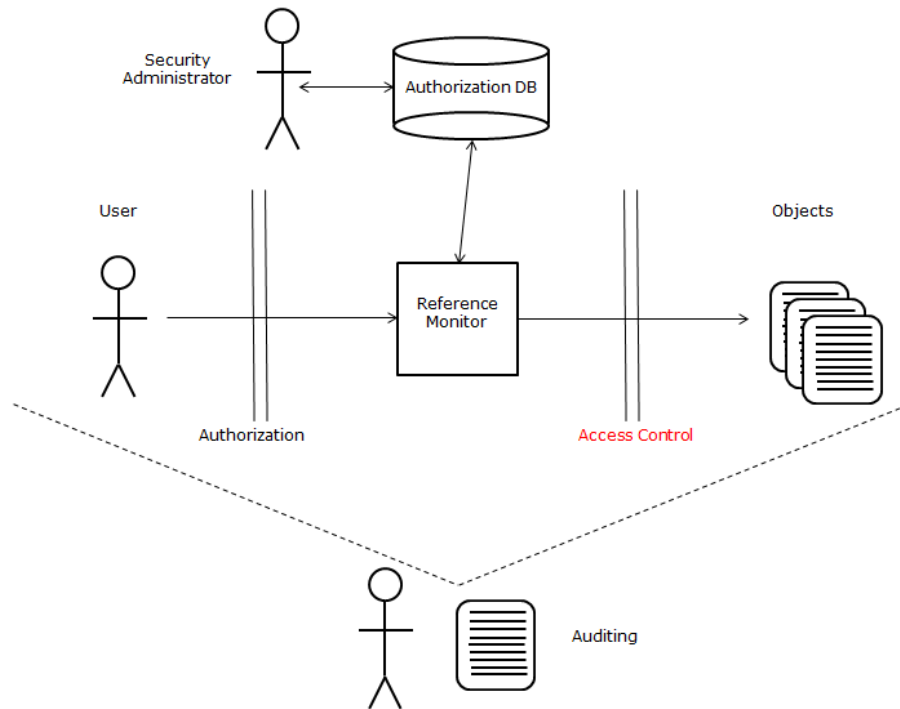 Security
Administrator
Authorization DB
User
Objects
Reference
Monitor
Authorization
Access Control
Auditing